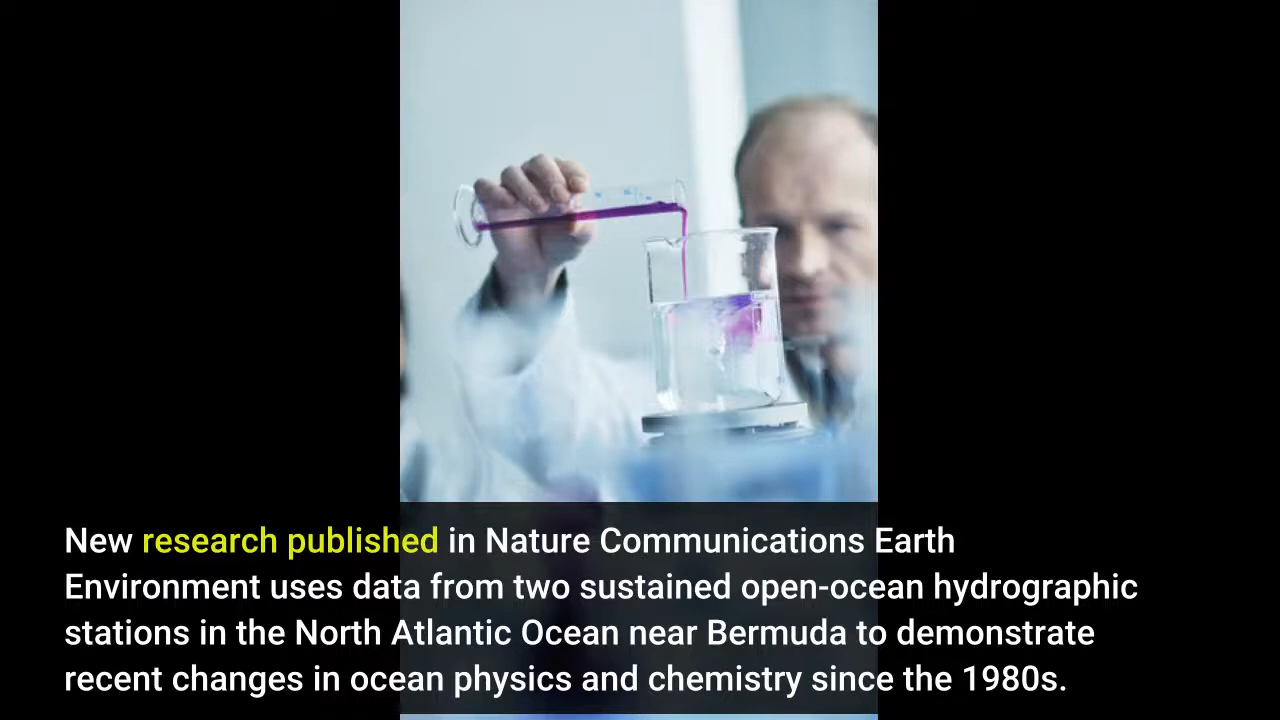 New research published in Nature Communications Earth
Environment uses data from two sustained open-ocean hydrographic
stations in the North Atlantic Ocean near Bermuda to demonstrate
recent changes in ocean physics and chemistry since the 1980s.